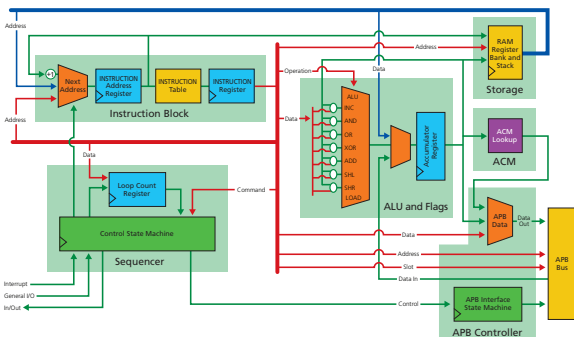 Address
Next
Address
+1
INSTRUCTION
Address
Register
INSTRUCTION
Table
INSTRUCTION
Register
Instruction Block
Address
Data
Loop Count
Register
Control State Machine
Sequencer
Command
Interrupt
General I/O
In/Out
Operation
Data
ALU
INC
AND
OR
XOR
ADD
SHL
SHR
LOAD
Data
Accumulator
Register
ALU and Flags
Address
RAM
Register
Bank and
Stack
Storage
ACM
Lookup
ACM
APB
Data
Data
Out
Data
Address
Slot
Data In
Control
APB Interface
State Machine
APB Controller
APB
Bus